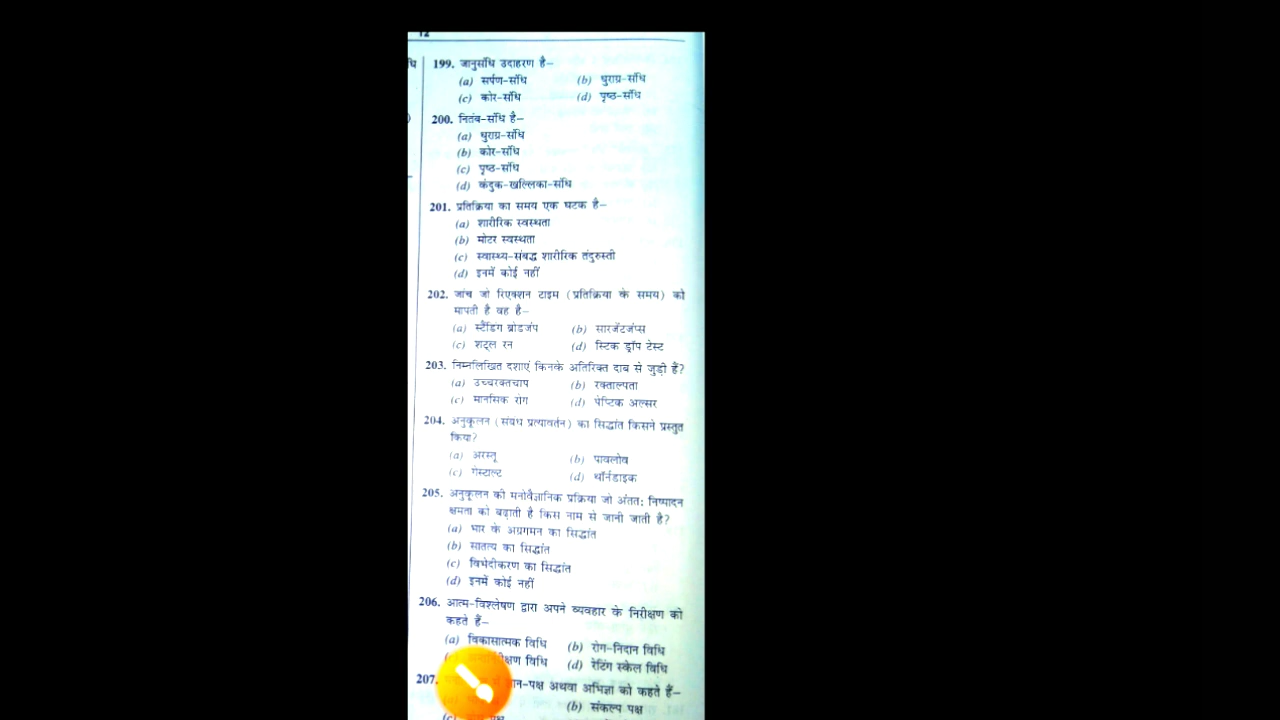 12
199. जानुसंधि उदाहरण है–
(a) सर्पण-संधि (b) धुराग्र-संधि
(c) कोर-संधि (d) पृष्ठ-संधि
200. नितंब-संधि है–
(a) धुराग्र-संधि
(b) कोर-संधि
(c) पृष्ठ-संधि
(d) कंदुक-खल्लिका-संधि
201. प्रतिक्रिया का समय एक घटक है–
(a) शारीरिक स्वस्थता
(b) मोटर स्वस्थता
(c) स्वास्थ्य-संबद्ध शारीरिक तंदुरुस्ती
(d) इनमें कोई नहीं
202. जांच जो रिएक्शन टाइम (प्रतिक्रिया के समय) को
मापती है वह है–
(a) स्टैंडिंग ब्रोडजंप (b) सारजेंटजंप्स
(c) शट्ल रन (d) स्टिक ड्रॉप टेस्ट
203. निम्नलिखित दशाएं किनके अतिरिक्त दाब से जुड़ी हैं?
(a) उच्चरक्तचाप (b) रक्ताल्पता
(c) मानसिक रोग (d) पेप्टिक अल्सर
204. अनुकूलन (संबंध प्रत्यावर्तन) का सिद्धांत किसने प्रस्तुत
किया?
(a) अरस्तू (b) पावलोव
(c) गेस्टाल्ट (d) थॉर्नडाइक
205. अनुकूलन की मनोवैज्ञानिक प्रक्रिया जो अंतत: निष्पादन
क्षमता को बढ़ाती है किस नाम से जानी जाती है?
(a) भार के अग्रगमन का सिद्धांत
(b) सातत्य का सिद्धांत
(c) विभेदीकरण का सिद्धांत
(d) इनमें कोई नहीं
206. आत्म-विश्लेषण द्वारा अपने व्यवहार के निरीक्षण को
कहते हैं–
(a) विकासात्मक विधि (b) रोग-निदान विधि
विधि (d) रेटिंग स्केल विधि
207. अथवा अभिज्ञा को कहते हैं–
(b) संकल्प पक्ष